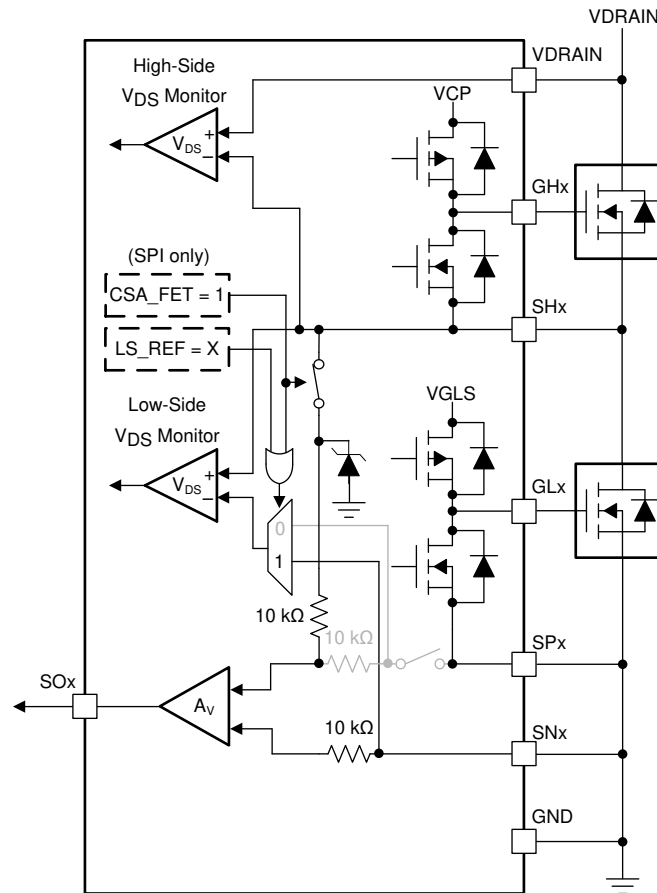 VDRAIN
VDRAIN
High-Side
VDS Monitor
VCP
+
VDS
−
GHx
(SPI only)
CSA_FET = 1
SHx
LS_REF = X
Low-Side
VDS Monitor
VGLS
+
VDS
−
GLx
0
1
10 kΩ
10 kΩ
SPx
SOx
AV
10 kΩ
SNx
GND